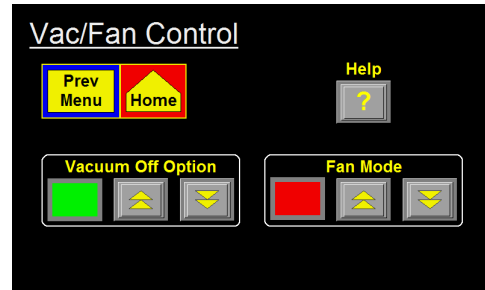 Vac/Fan Control
Prev
Menu
Home
Help
?
Vacuum Off Option
Fan Mode